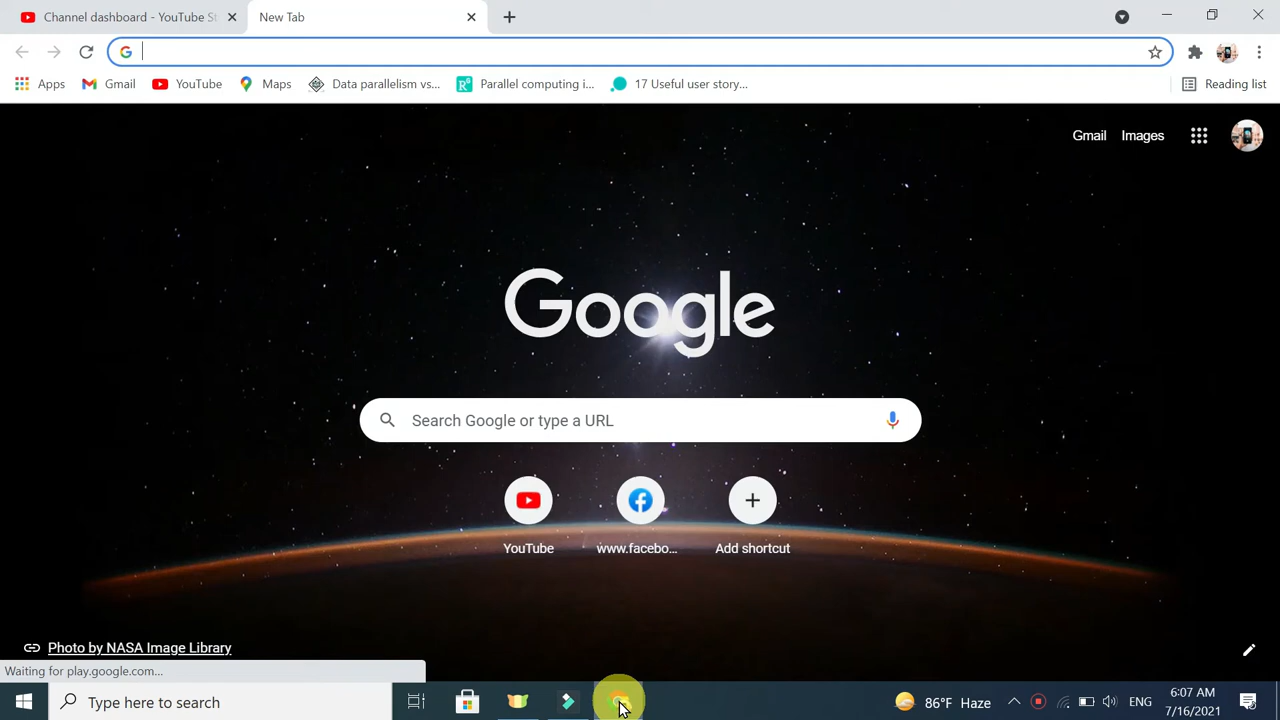 Channel dashboard - YouTube St
New Tab
Apps
Gmail
YouTube
Maps
Data parallelism vs...
Parallel computing i...
17 Useful user story...
Reading list
Gmail
Images
Google
Search Google or type a URL
YouTube
www.facebo...
Add shortcut
Photo by NASA Image Library
Waiting for play.google.com...
Type here to search
86°F Haze
ENG
6:07 AM
7/16/2021